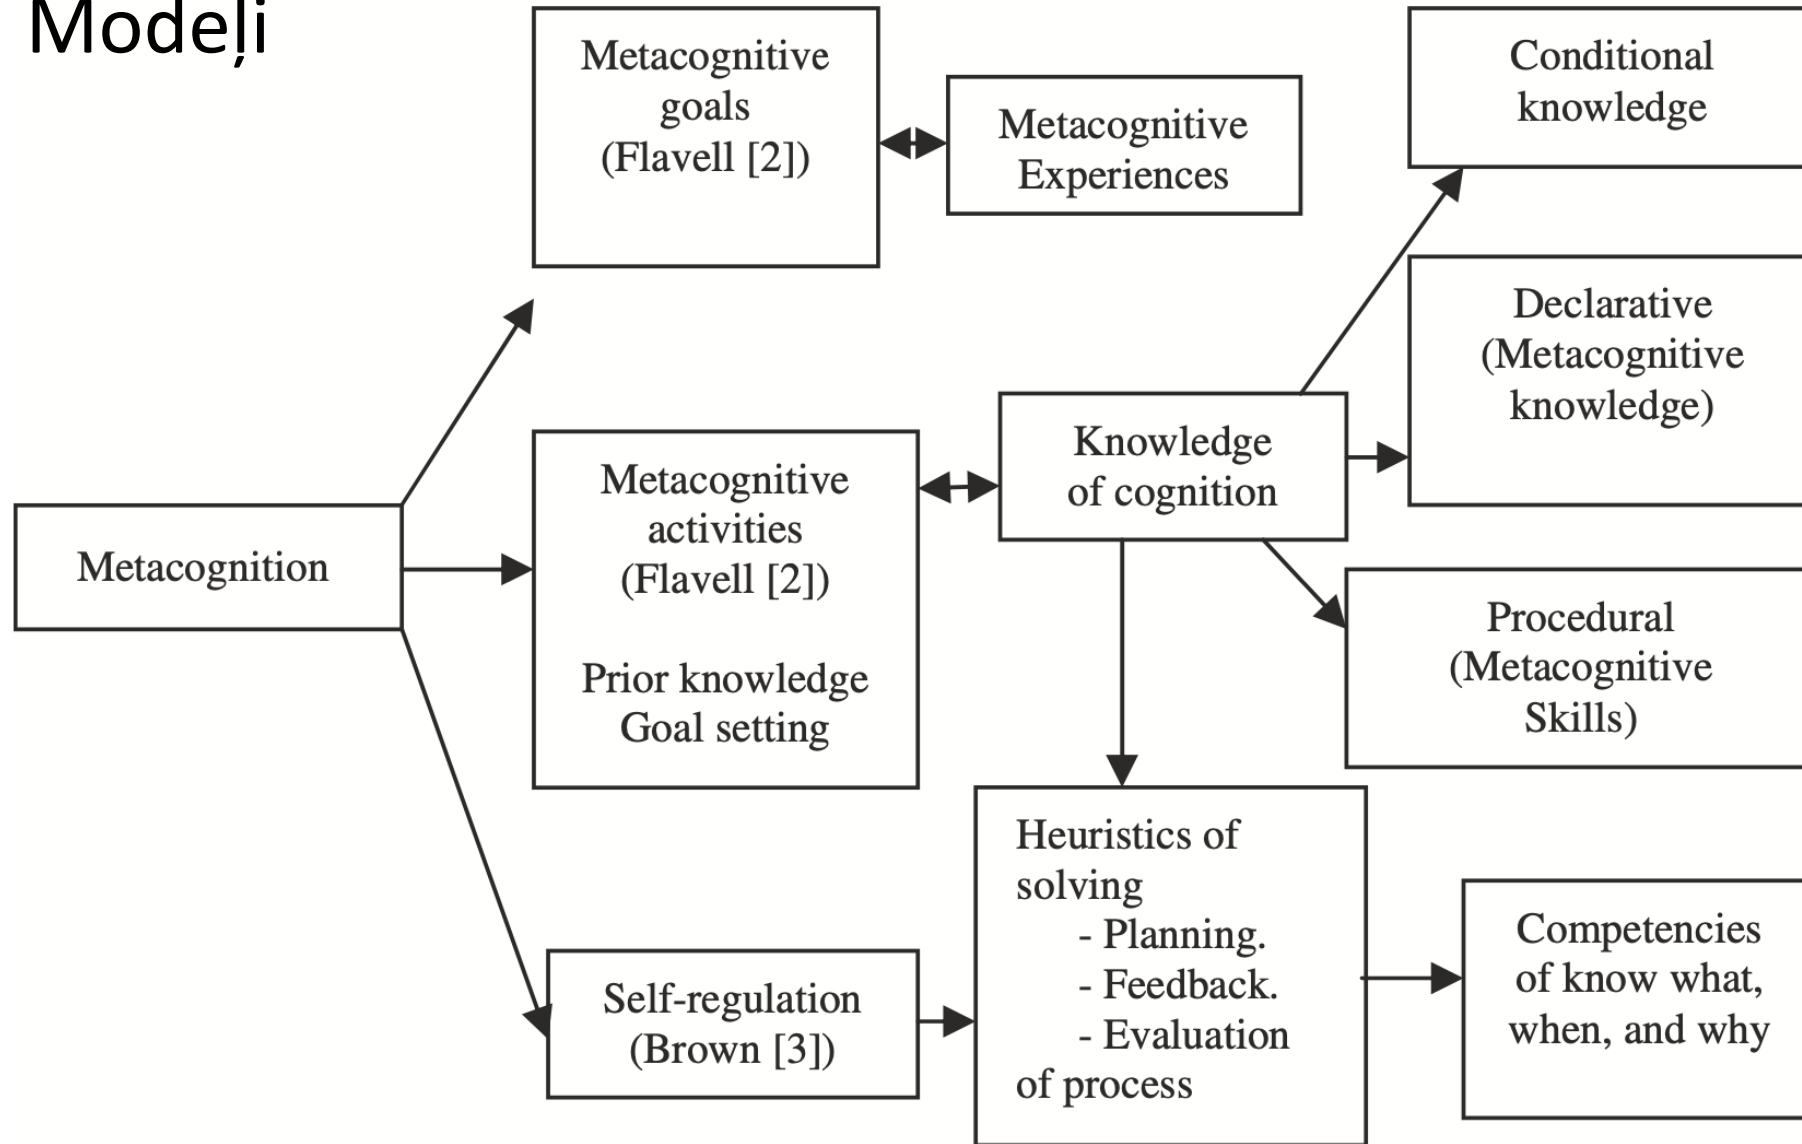 Modeļi
Metacognitive
goals
(Flavell [2])
Metacognitive
Experiences
Conditional
knowledge
Declarative
(Metacognitive
knowledge)
Knowledge
of cognition
Metacognitive
activities
(Flavell [2])
Prior knowledge
Goal setting
Metacognition
Procedural
(Metacognitive
Skills)
Heuristics of
solving
- Planning.
- Feedback.
- Evaluation
of process
Competencies
of know what,
when, and why
Self-regulation
(Brown [3])